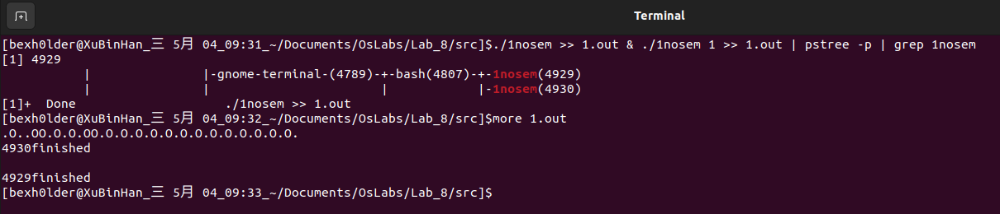 Terminal
[bexh0lder@XuBinHan_三 5月 04_09:31_~/Documents/OsLabs/Lab_8/src]$./1nosem >> 1.out & ./1nosem 1 >> 1.out | pstree -p | grep 1nosem
[1] 4929
           |               |-gnome-terminal-(4789)-+-bash(4807)-+-1nosem(4929)
           |               |                       |            |-1nosem(4930)
[1]+  Done                    ./1nosem >> 1.out
[bexh0lder@XuBinHan_三 5月 04_09:32_~/Documents/OsLabs/Lab_8/src]$more 1.out
.O..OO.O.O.OO.O.O.O.O.O.O.O.O.O.O.O.O.O.
4930finished
4929finished
[bexh0lder@XuBinHan_三 5月 04_09:33_~/Documents/OsLabs/Lab_8/src]$